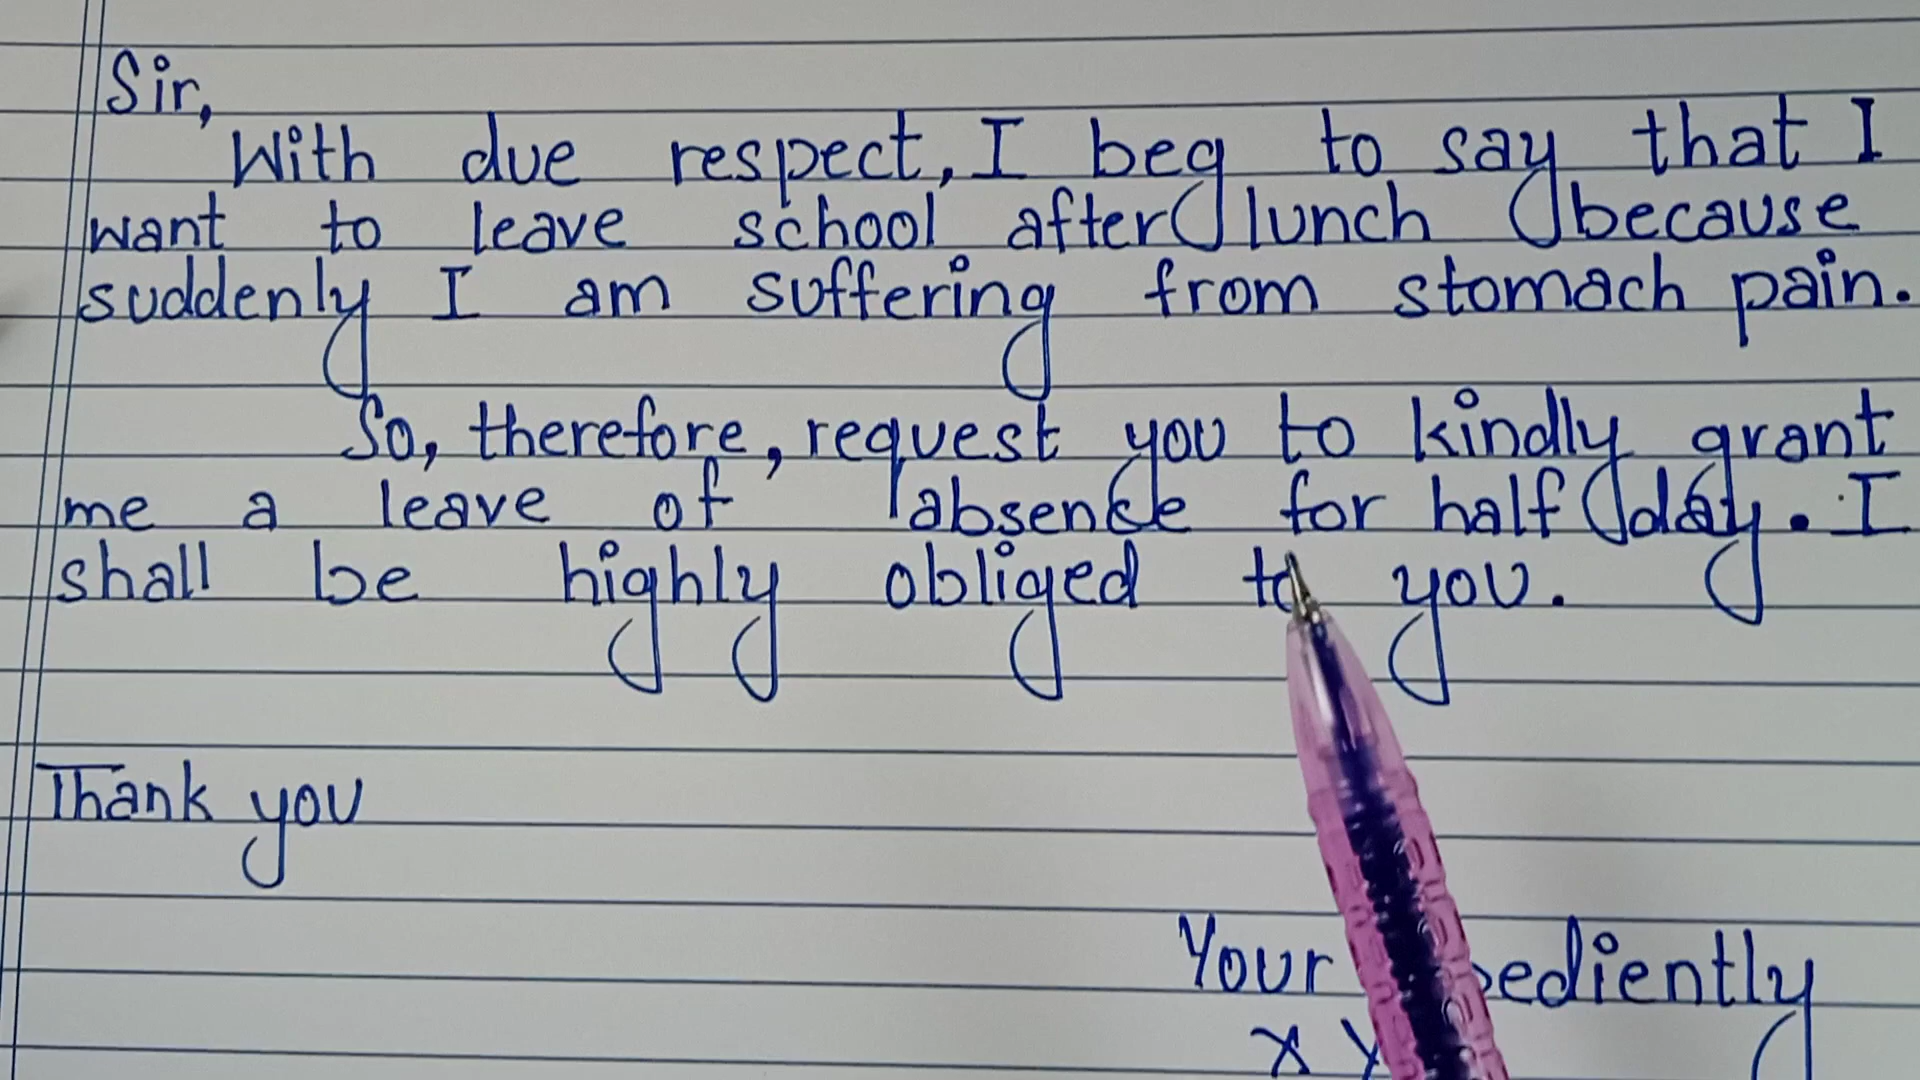 Sir,
With due respect, I beg to say that I
want to leave school after lunch because
suddenly I am suffering from stomach pain.
So, therefore, request you to kindly grant
me a leave of absence for half day. I
shall be highly obliged to you.
Thank you
Your